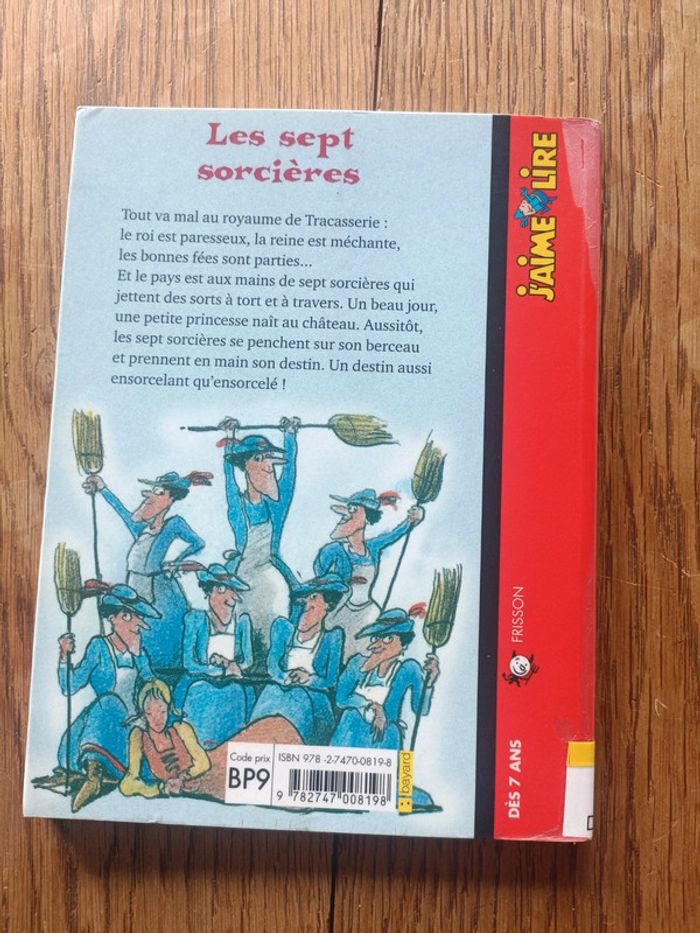 Les sept
sorcières
Tout va mal au royaume de Tracasserie :
le roi est paresseux, la reine est méchante,
les bonnes fées sont parties...
Et le pays est aux mains de sept sorcières qui
jettent des sorts à tort et à travers. Un beau jour,
une petite princesse naît au château. Aussitôt,
les sept sorcières se penchent sur son berceau
et prennent en main son destin. Un destin aussi
ensorcelant qu'ensorcelé !
Code prix
BP9
ISBN 978 -2-7470-0819-8
9 782747 008198
bayard
J'AIME LIRE
FRISSON
DÈS 7 ANS